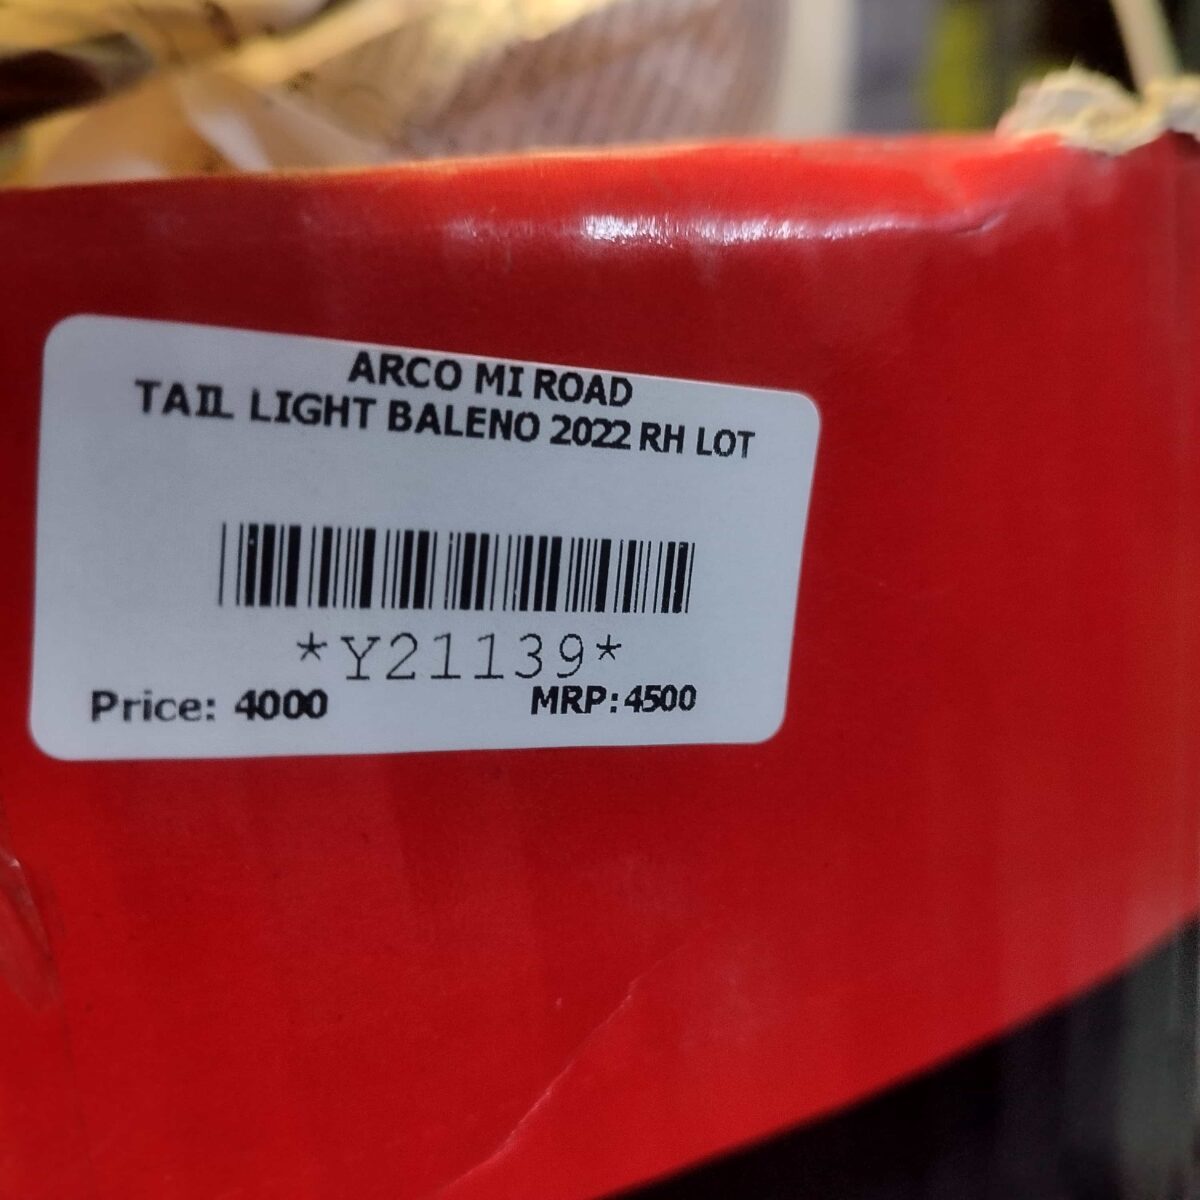 ARCO MI ROAD
TAIL LIGHT BALENO 2022 RH LOT
*Y21139*
Price: 4000 MRP:4500